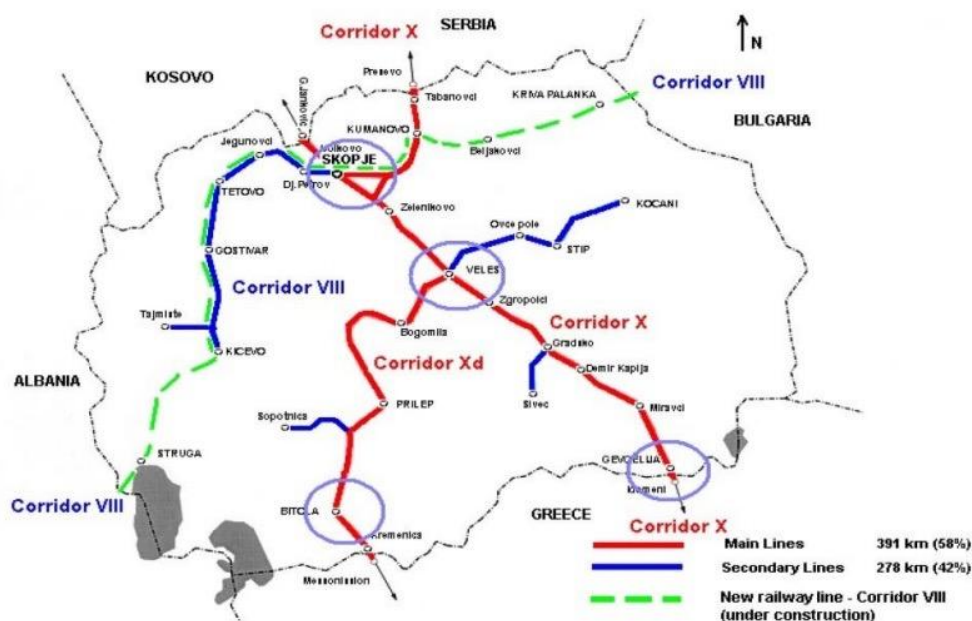 SERBIA
Corridor X
N
KOSOVO
Presevo
Tabanovci
KRIVA PALANKA
Corridor VIII
G.Jankovic
KUMANOVO
BULGARIA
Beljakovci
Jegunovci
Volkovo
SKOPJE
Dj.Petrov
TETOVO
Zelenikovo
KOCANI
Ovce pole
STIP
GOSTIVAR
VELES
Corridor VIII
Zgropolci
Tajmiste
Bogomila
Corridor X
Gradsko
KICEVO
Corridor Xd
Demir Kapija
ALBANIA
Sivec
PRILEP
Miravci
Sopotnica
STRUGA
GEVGELIJA
Idomeni
Corridor VIII
BITOLA
GREECE
Corridor X
Kremenica
Messonission
Main Lines 391 km (58%)
Secondary Lines 278 km (42%)
New railway line - Corridor VIII
(under construction)